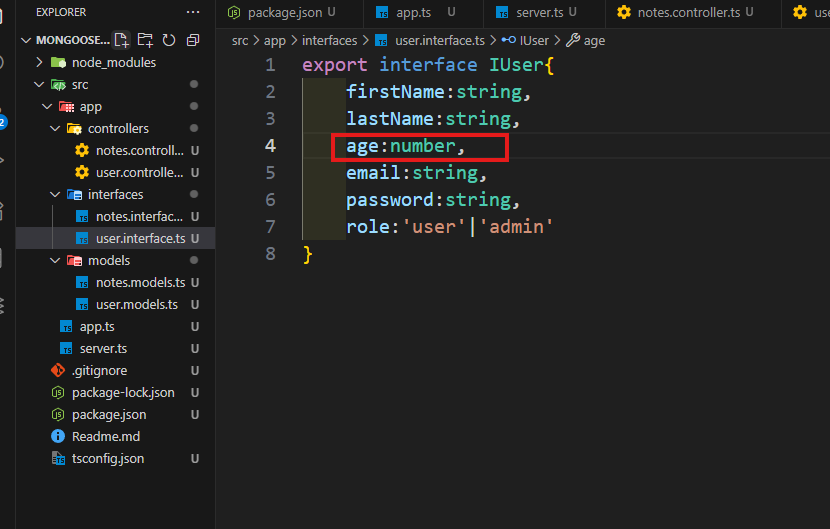 EXPLORER ...
MONGOOSE...
node_modules
src
app
controllers
notes.controll... U
user.controlle... U
interfaces
notes.interfac... U
user.interface.ts U
models
notes.models.ts U
user.models.ts U
app.ts U
server.ts U
.gitignore U
package-lock.json U
package.json U
Readme.md U
tsconfig.json U
2
package.json U
app.ts U
server.ts U
notes.controller.ts U
use
src > app > interfaces > user.interface.ts > IUser > age
1 export interface IUser{
2 firstName:string,
3 lastName:string,
4 age:number,
5 email:string,
6 password:string,
7 role:'user'|'admin'
8 }